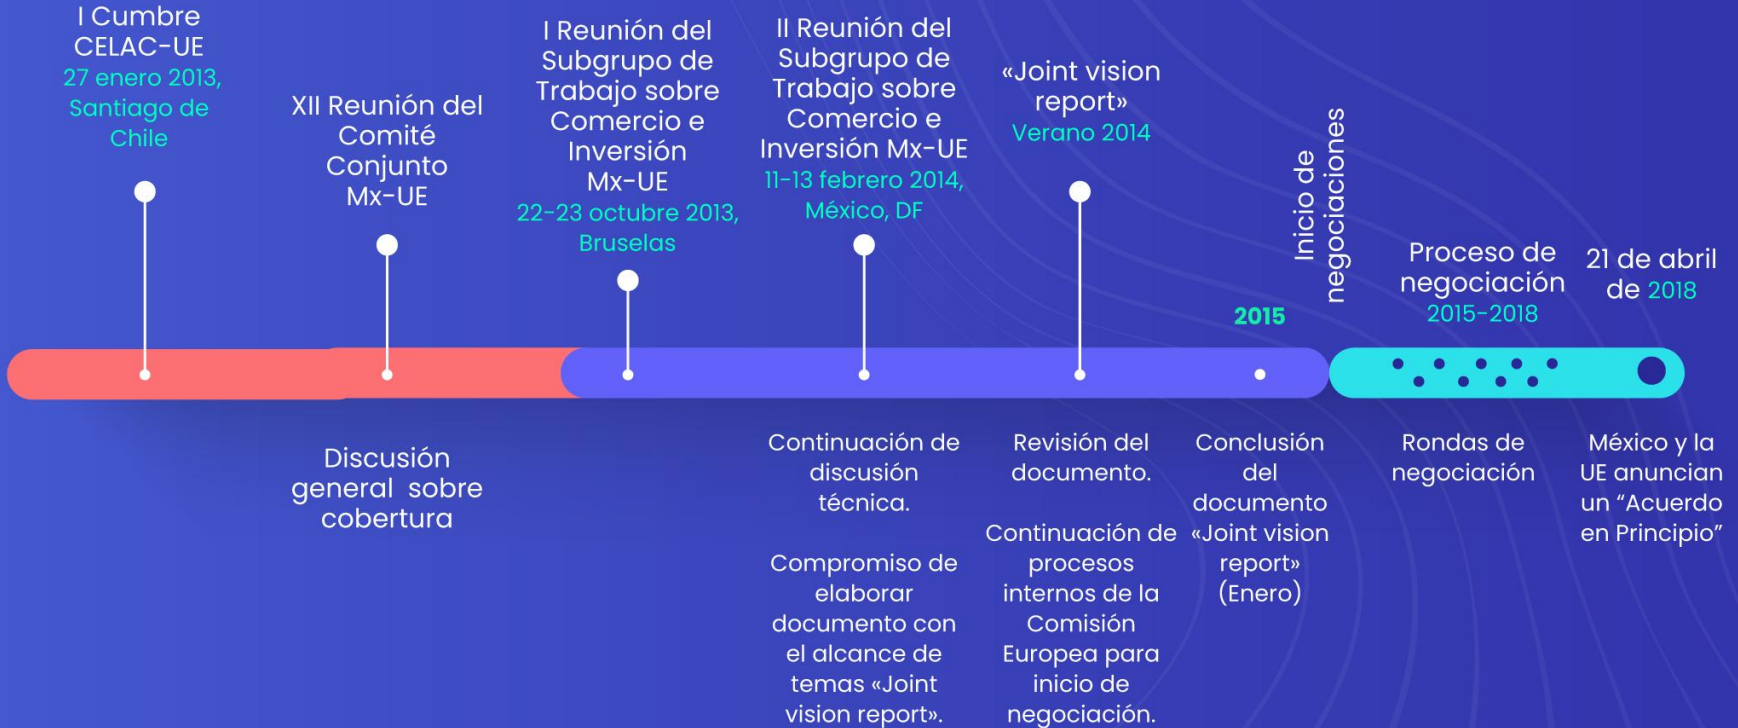 I Cumbre
CELAC-UE
27 enero 2013,
Santiago de
Chile
XII Reunión del
Comité
Conjunto
Mx-UE
I Reunión del
Subgrupo de
Trabajo sobre
Comercio e
Inversión
Mx-UE
22-23 octubre 2013,
Bruselas
II Reunión del
Subgrupo de
Trabajo sobre
Comercio e
Inversión Mx-UE
11-13 febrero 2014,
México, DF
«Joint vision
report»
Verano 2014
2015
Inicio de
negociaciones
Proceso de
negociación
2015-2018
21 de abril
de 2018
Discusión
general sobre
cobertura
Continuación de
discusión
técnica.
Compromiso de
elaborar
documento con
el alcance de
temas «Joint
vision report».
Revisión del
documento.
Continuación de
procesos
internos de la
Comisión
Europea para
inicio de
negociación.
Conclusión
del
documento
«Joint vision
report»
(Enero)
Rondas de
negociación
México y la
UE anuncian
un “Acuerdo
en Principio”